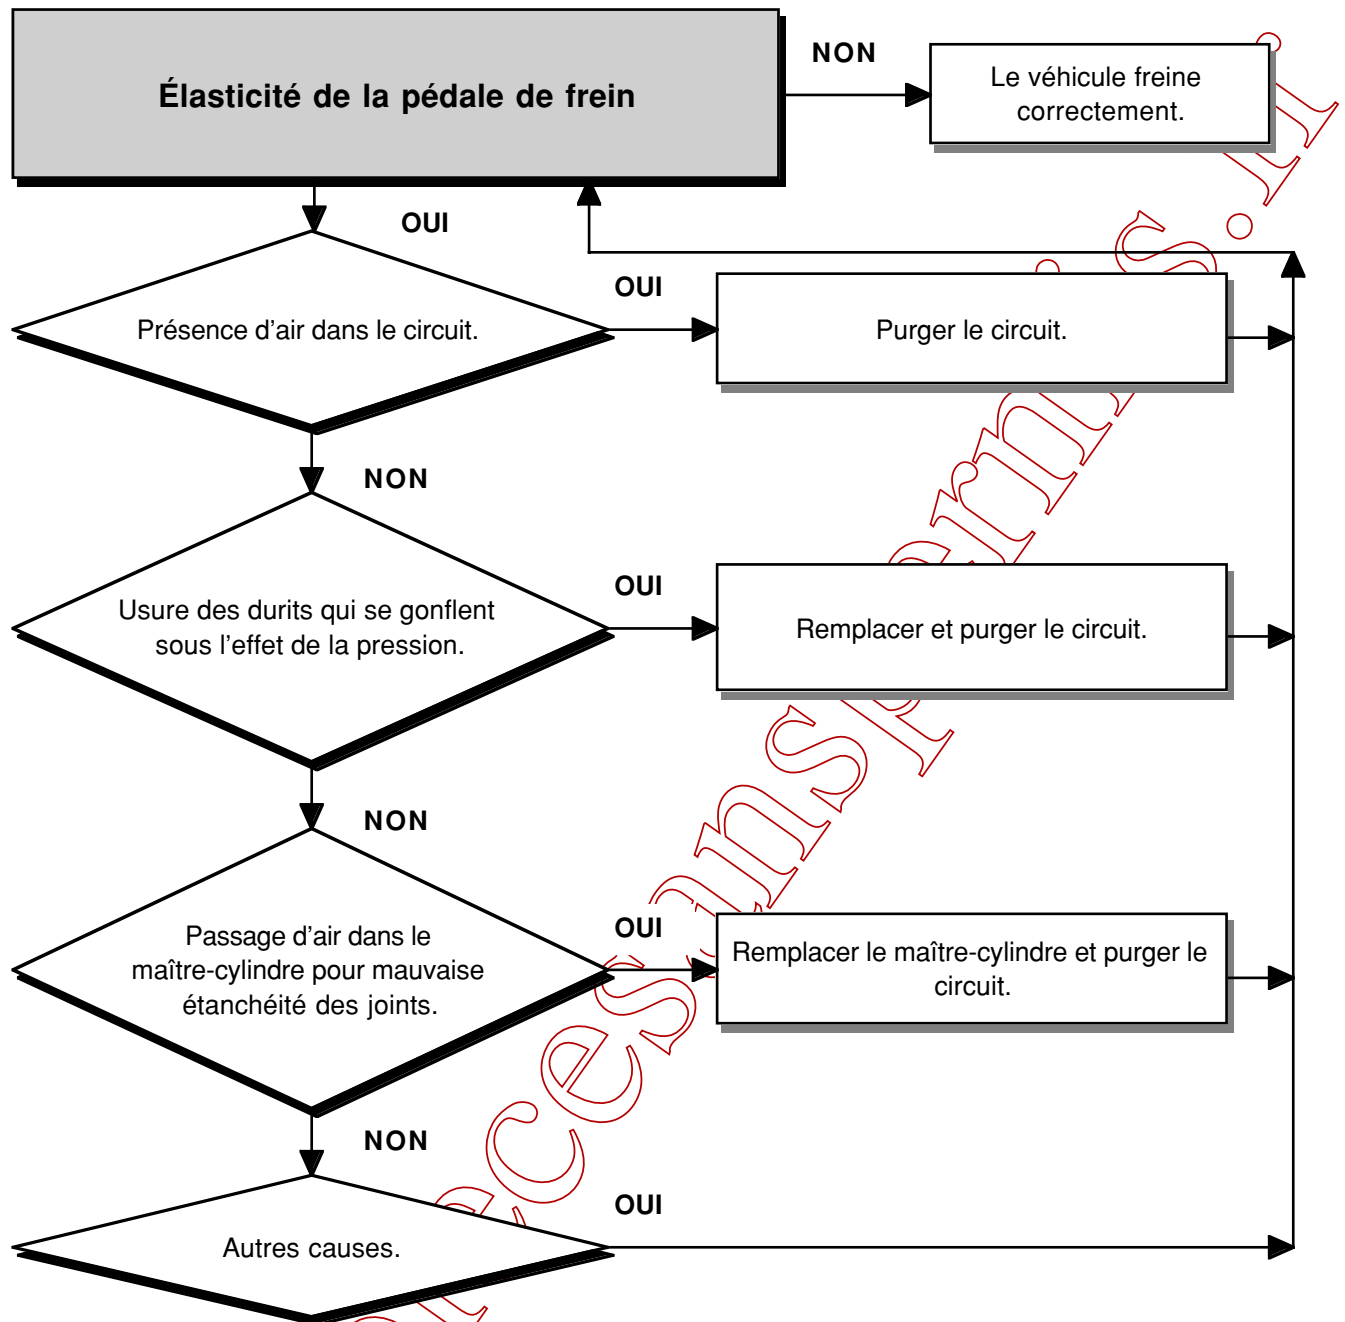 Élasticité de la pédale de frein
NON
Le véhicule freine
correctement.
OUI
Présence d'air dans le circuit.
OUI
Purger le circuit.
NON
Usure des durits qui se gonflent
sous l'effet de la pression.
OUI
Remplacer et purger le circuit.
NON
Passage d'air dans le
maître-cylindre pour mauvaise
étanchéité des joints.
OUI
Remplacer le maître-cylindre et purger le
circuit.
NON
Autres causes.
OUI